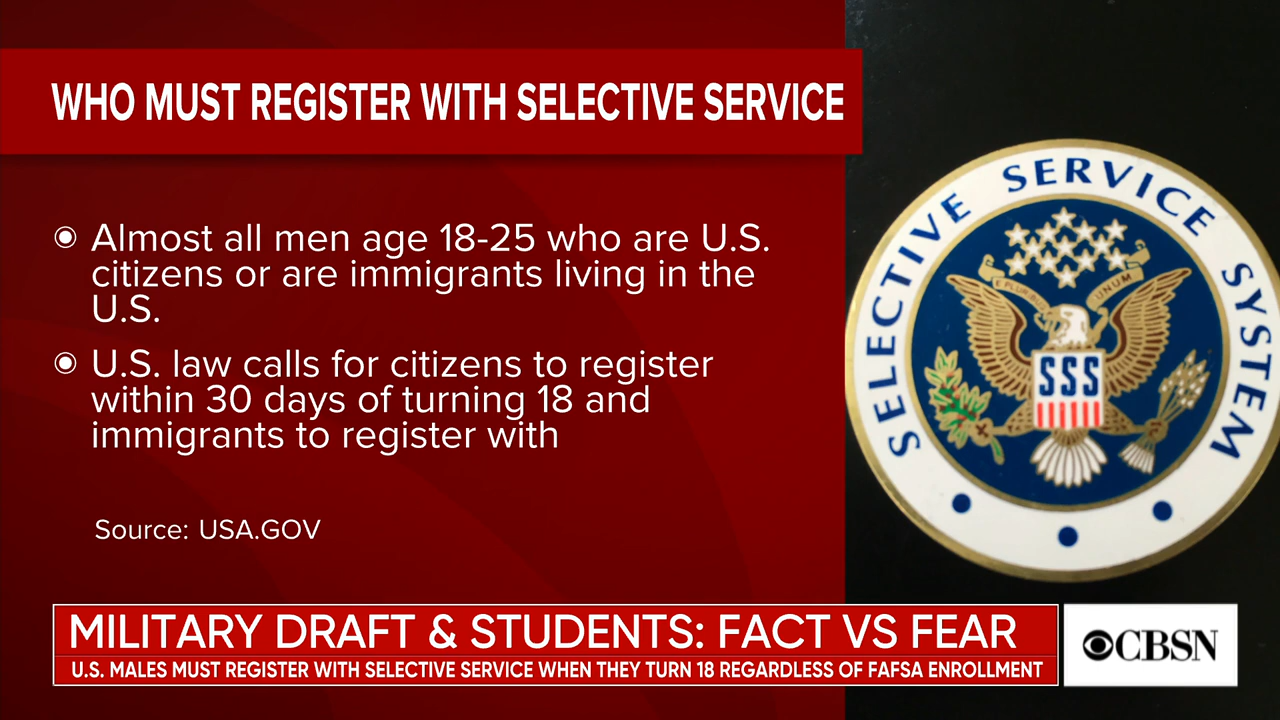 WHO MUST REGISTER WITH SELECTIVE SERVICE
Almost all men age 18-25 who are U.S.
citizens or are immigrants living in the
U.S.
U.S. law calls for citizens to register
within 30 days of turning 18 and
immigrants to register with
Source: USA.GOV
SELECTIVE SERVICE SYSTEM
E PLURIBUS UNUM
SSS
MILITARY DRAFT & STUDENTS: FACT VS FEAR
U.S. MALES MUST REGISTER WITH SELECTIVE SERVICE WHEN THEY TURN 18 REGARDLESS OF FAFSA ENROLLMENT
CBSN